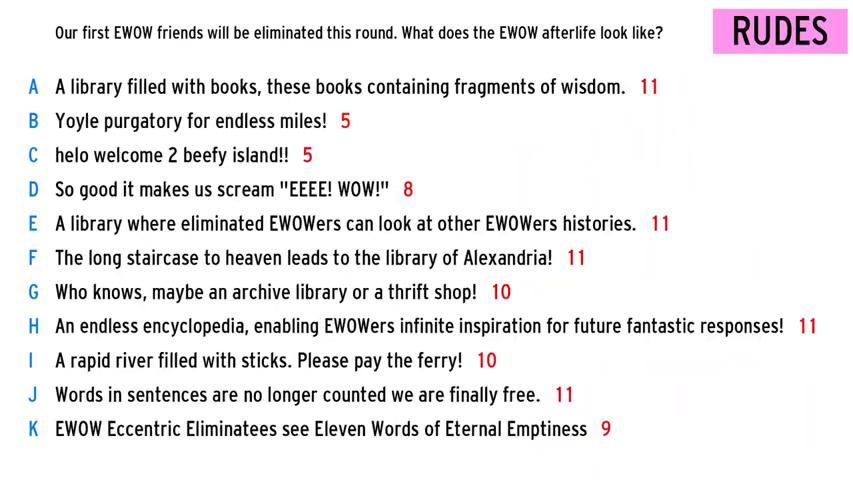 Our first EWOW friends will be eliminated this round. What does the EWOW afterlife look like?
RUDES
A A library filled with books, these books containing fragments of wisdom. 11
B Yoyle purgatory for endless miles! 5
C helo welcome 2 beefy island!! 5
D So good it makes us scream "EEEE! WOW!" 8
E A library where eliminated EWOWers can look at other EWOWers histories. 11
F The long staircase to heaven leads to the library of Alexandria! 11
G Who knows, maybe an archive library or a thrift shop! 10
H An endless encyclopedia, enabling EWOWers infinite inspiration for future fantastic responses! 11
I A rapid river filled with sticks. Please pay the ferry! 10
J Words in sentences are no longer counted we are finally free. 11
K EWOW Eccentric Eliminatees see Eleven Words of Eternal Emptiness 9